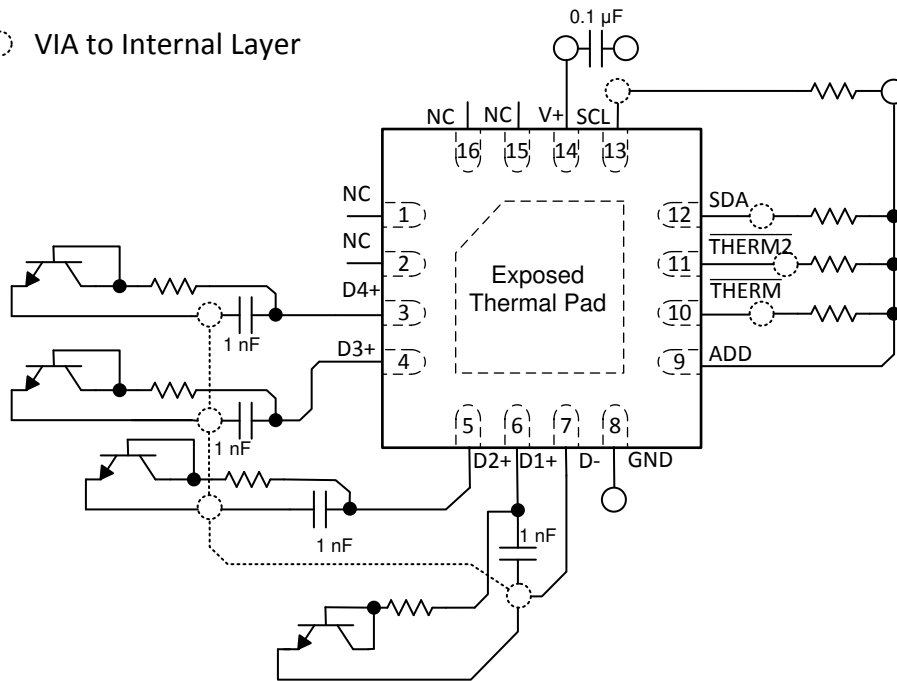 VIA to Internal Layer
0.1 µF
NC
NC
V+
SCL
16
15
14
13
NC
1
NC
2
D4+
3
D3+
4
12
SDA
11
THERM2
10
THERM
9
ADD
Exposed
Thermal Pad
1 nF
1 nF
5
6
7
8
D2+
D1+
D-
GND
1 nF
1 nF